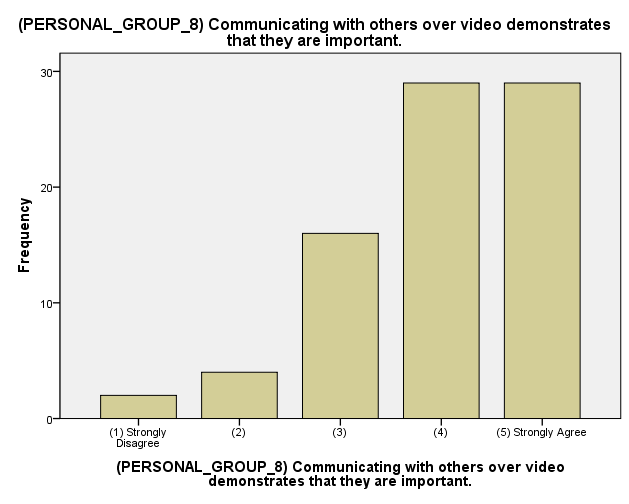 (PERSONAL_GROUP_8) Communicating with others over video demonstrates
that they are important.
30
20
10
0
Frequency
(1) Strongly
Disagree
(2)
(3)
(4)
(5) Strongly Agree
(PERSONAL_GROUP_8) Communicating with others over video
demonstrates that they are important.